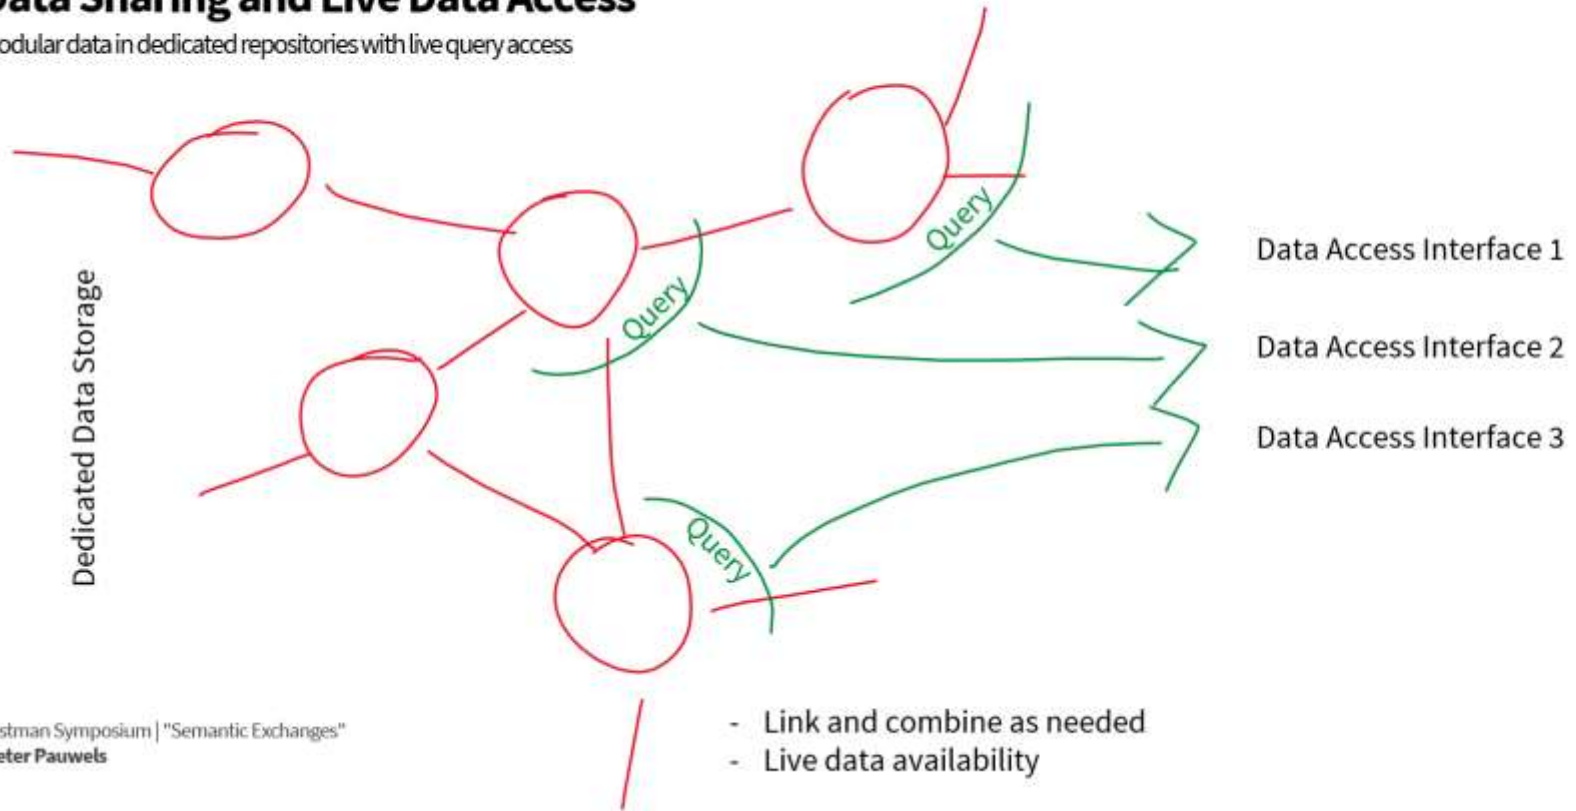 Data Sharing and Live Data Access
odular data in dedicated repositories with live query access
Query
Query
Query
Dedicated Data Storage
Data Access Interface 1
Data Access Interface 2
Data Access Interface 3
- Link and combine as needed
- Live data availability
stman Symposium | "Semantic Exchanges"
eter Pauwels